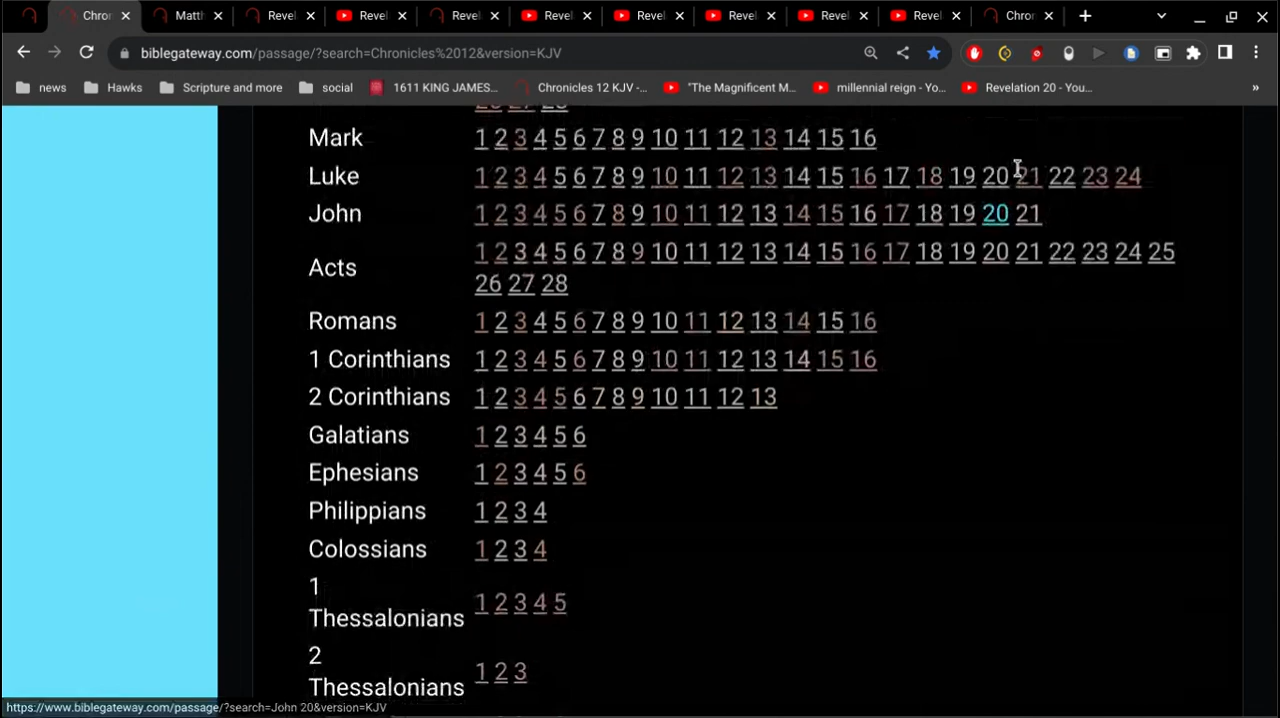 Chron
Matth
Revel
Revel
Revel
Revel
Revel
Revel
Revel
Revel
Chron
biblegateway.com/passage/?search=Chronicles%2012&version=KJV
news
Hawks
Scripture and more
social
1611 KING JAMES...
Chronicles 12 KJV -...
"The Magnificent M...
millennial reign - Yo...
Revelation 20 - You...
»
Mark 1 2 3 4 5 6 7 8 9 10 11 12 13 14 15 16
Luke 1 2 3 4 5 6 7 8 9 10 11 12 13 14 15 16 17 18 19 20 21 22 23 24
John 1 2 3 4 5 6 7 8 9 10 11 12 13 14 15 16 17 18 19 20 21
Acts 1 2 3 4 5 6 7 8 9 10 11 12 13 14 15 16 17 18 19 20 21 22 23 24 25
26 27 28
Romans 1 2 3 4 5 6 7 8 9 10 11 12 13 14 15 16
1 Corinthians 1 2 3 4 5 6 7 8 9 10 11 12 13 14 15 16
2 Corinthians 1 2 3 4 5 6 7 8 9 10 11 12 13
Galatians 1 2 3 4 5 6
Ephesians 1 2 3 4 5 6
Philippians 1 2 3 4
Colossians 1 2 3 4
1
Thessalonians 1 2 3 4 5
2
Thessalonians 1 2 3
https://www.biblegateway.com/passage/?search=John 20&version=KJV